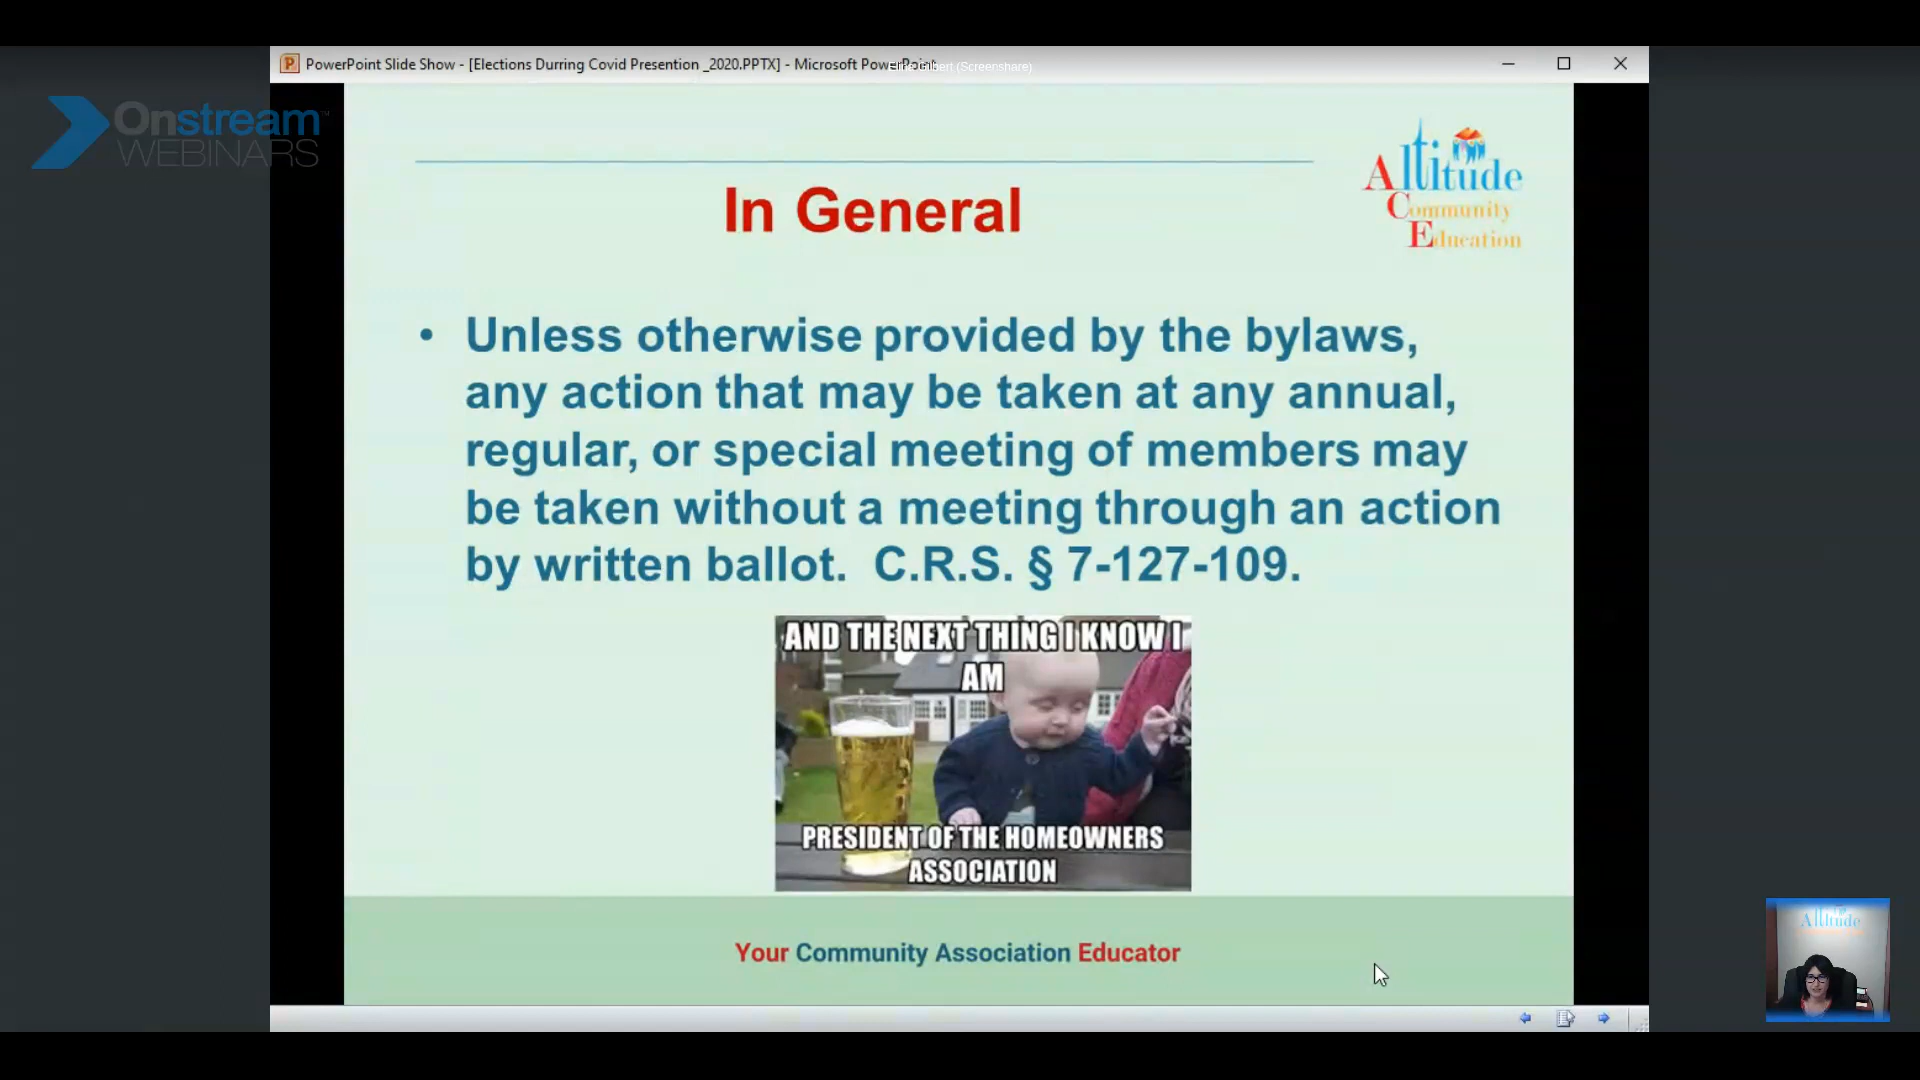 PowerPoint Slide Show - [Elections Durring Covid Presention _2020.PPTX] - Microsoft PowerPoint
(Screenshare)
Onstream
WEBINARS
Altitude
Community
Education
In General
• Unless otherwise provided by the bylaws,
any action that may be taken at any annual,
regular, or special meeting of members may
be taken without a meeting through an action
by written ballot.  C.R.S. § 7-127-109.
AND THE NEXT THING I KNOW I
AM
PRESIDENT OF THE HOMEOWNERS
ASSOCIATION
Your Community Association Educator
Altitude